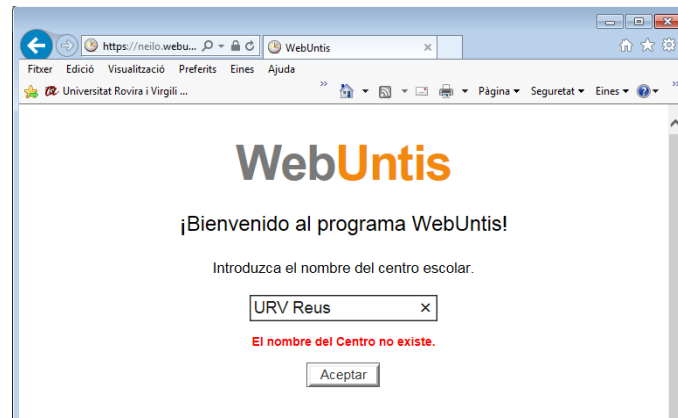 https://neilo.webu...
WebUntis
Fitxer Edició Visualització Preferits Eines Ajuda
Universitat Rovira i Virgili ... » Pàgina Seguretat Eines »
WebUntis
¡Bienvenido al programa WebUntis!
Introduzca el nombre del centro escolar.
URV Reus
El nombre del Centro no existe.
Aceptar